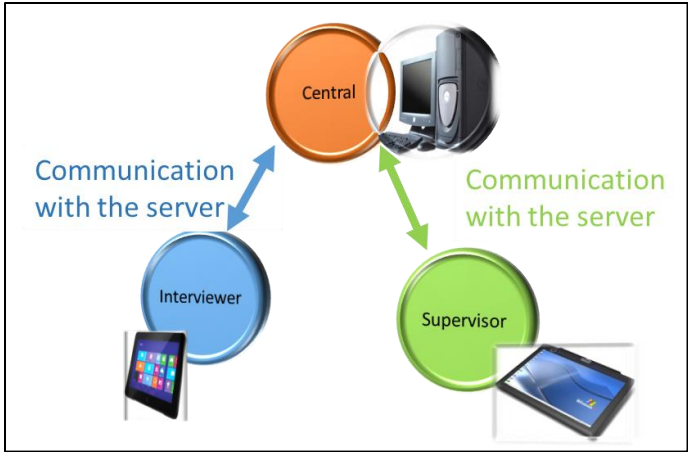 Central
Communication
with the server
Communication
with the server
Interviewer
Supervisor